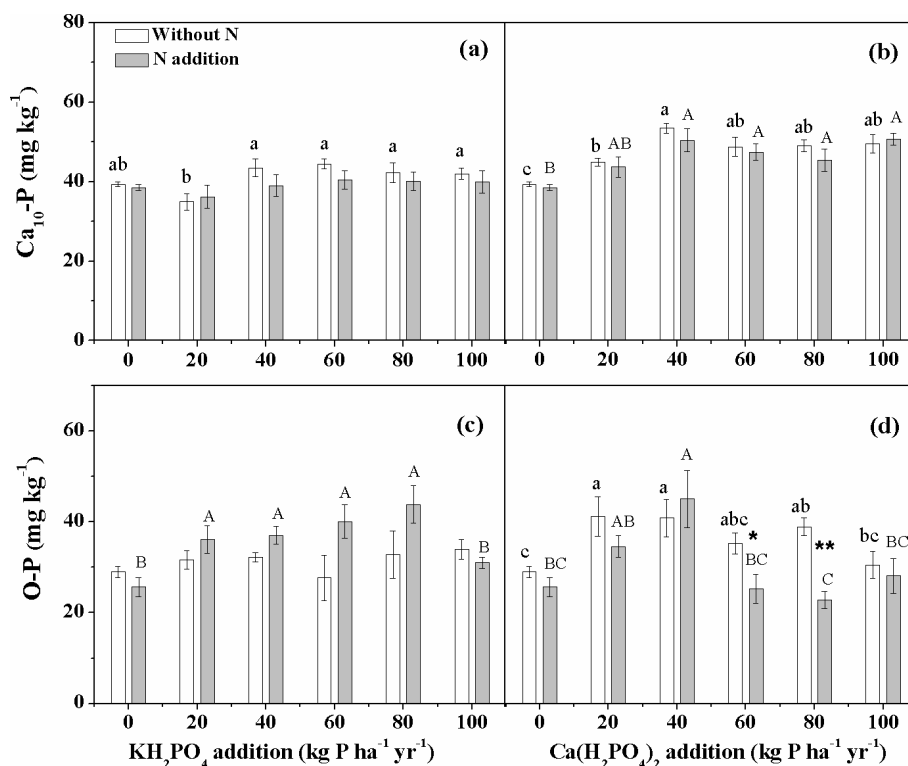 Without N
N addition
(a)
(b)
80
60
40
20
0
Ca₁₀-P (mg kg⁻¹)
ab b a a a a
c B b AB a A ab A ab A ab A
0 20 40 60 80 100
0 20 40 60 80 100
(c)
(d)
60
40
20
0
O-P (mg kg⁻¹)
B A A A A B
c BC a AB a A abc * BC ab ** C bc BC
0 20 40 60 80 100
0 20 40 60 80 100
KH₂PO₄ addition (kg P ha⁻¹ yr⁻¹)
Ca(H₂PO₄)₂ addition (kg P ha⁻¹ yr⁻¹)